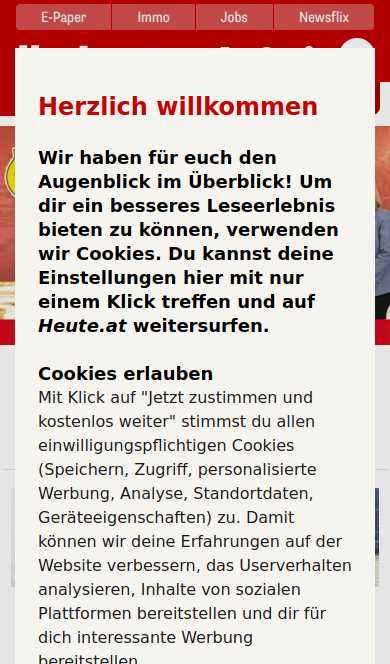 E-Paper
Immo
Jobs
Newsflix
Herzlich willkommen
Wir haben für euch den
Augenblick im Überblick! Um
dir ein besseres Leseerlebnis
bieten zu können, verwenden
wir Cookies. Du kannst deine
Einstellungen hier mit nur
einem Klick treffen und auf
Heute.at weitersurfen.
Cookies erlauben
Mit Klick auf "Jetzt zustimmen und
kostenlos weiter" stimmst du allen
einwilligungspflichtigen Cookies
(Speichern, Zugriff, personalisierte
Werbung, Analyse, Standortdaten,
Geräteeigenschaften) zu. Damit
können wir deine Erfahrungen auf der
Website verbessern, das Userverhalten
analysieren, Inhalte von sozialen
Plattformen bereitstellen und dir für
dich interessante Werbung
bereitstellen